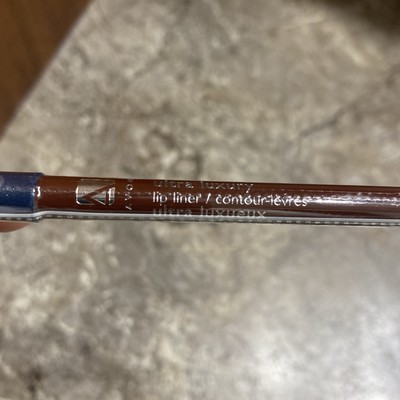 AVON
ultra luxury
lip liner / contour-lèvres
ultra luxueux